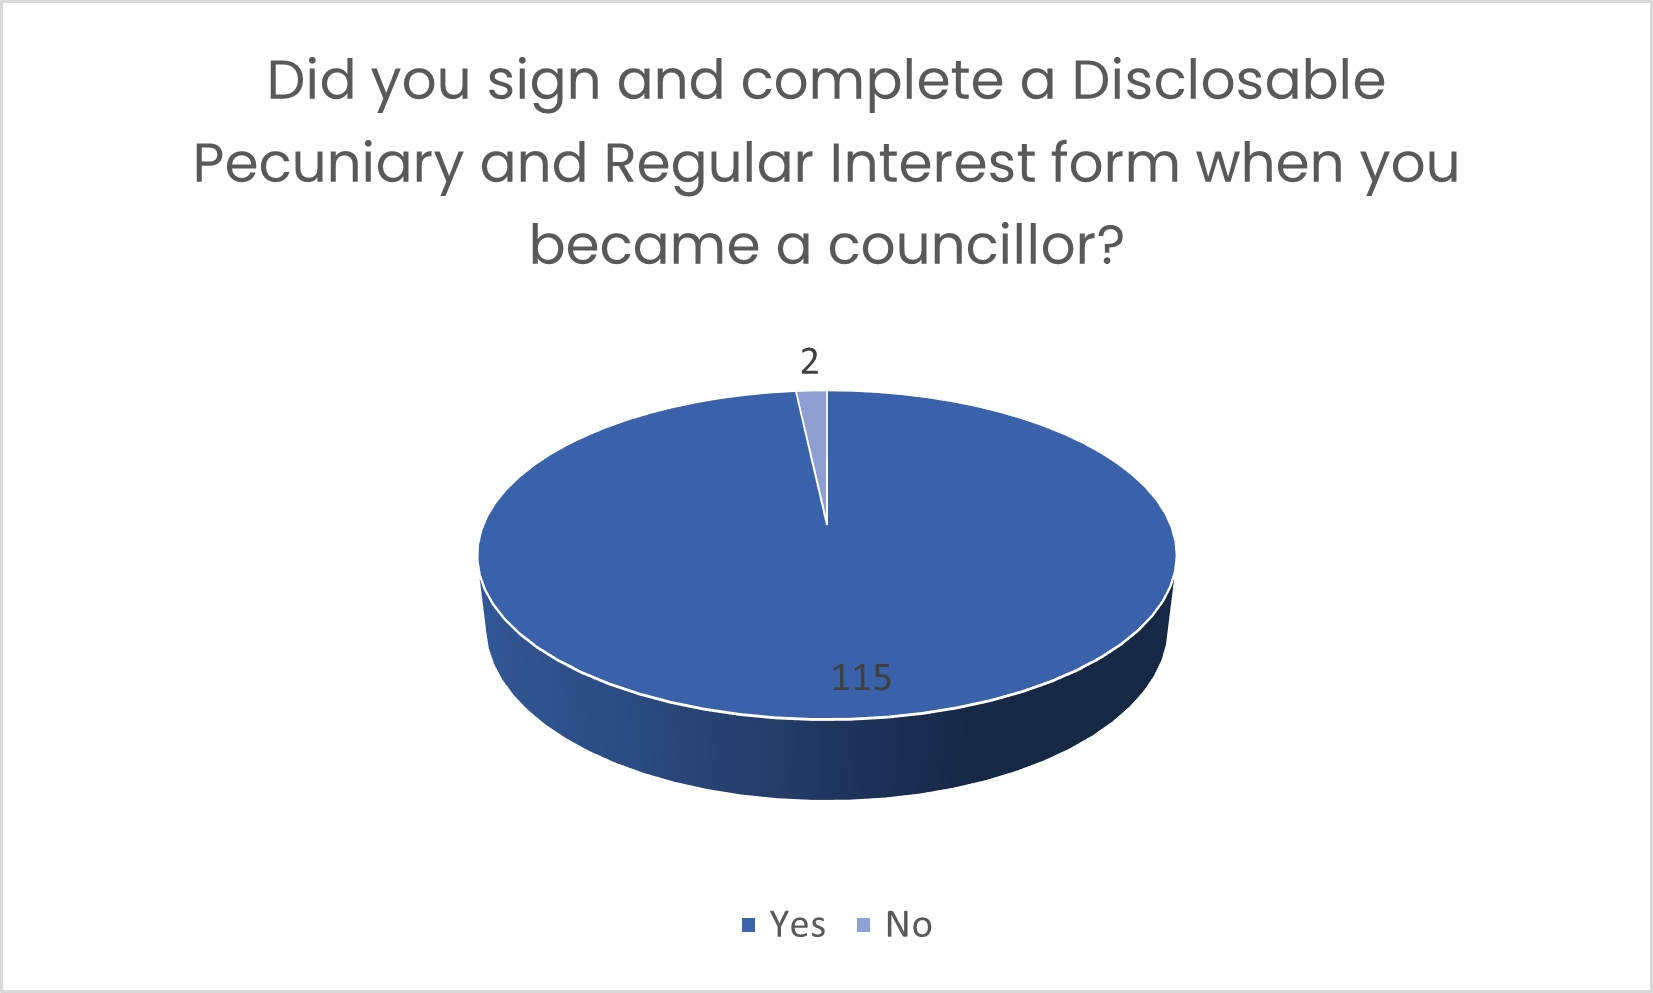 Did you sign and complete a Disclosable
Pecuniary and Regular Interest form when you
became a councillor?
2
115
Yes No